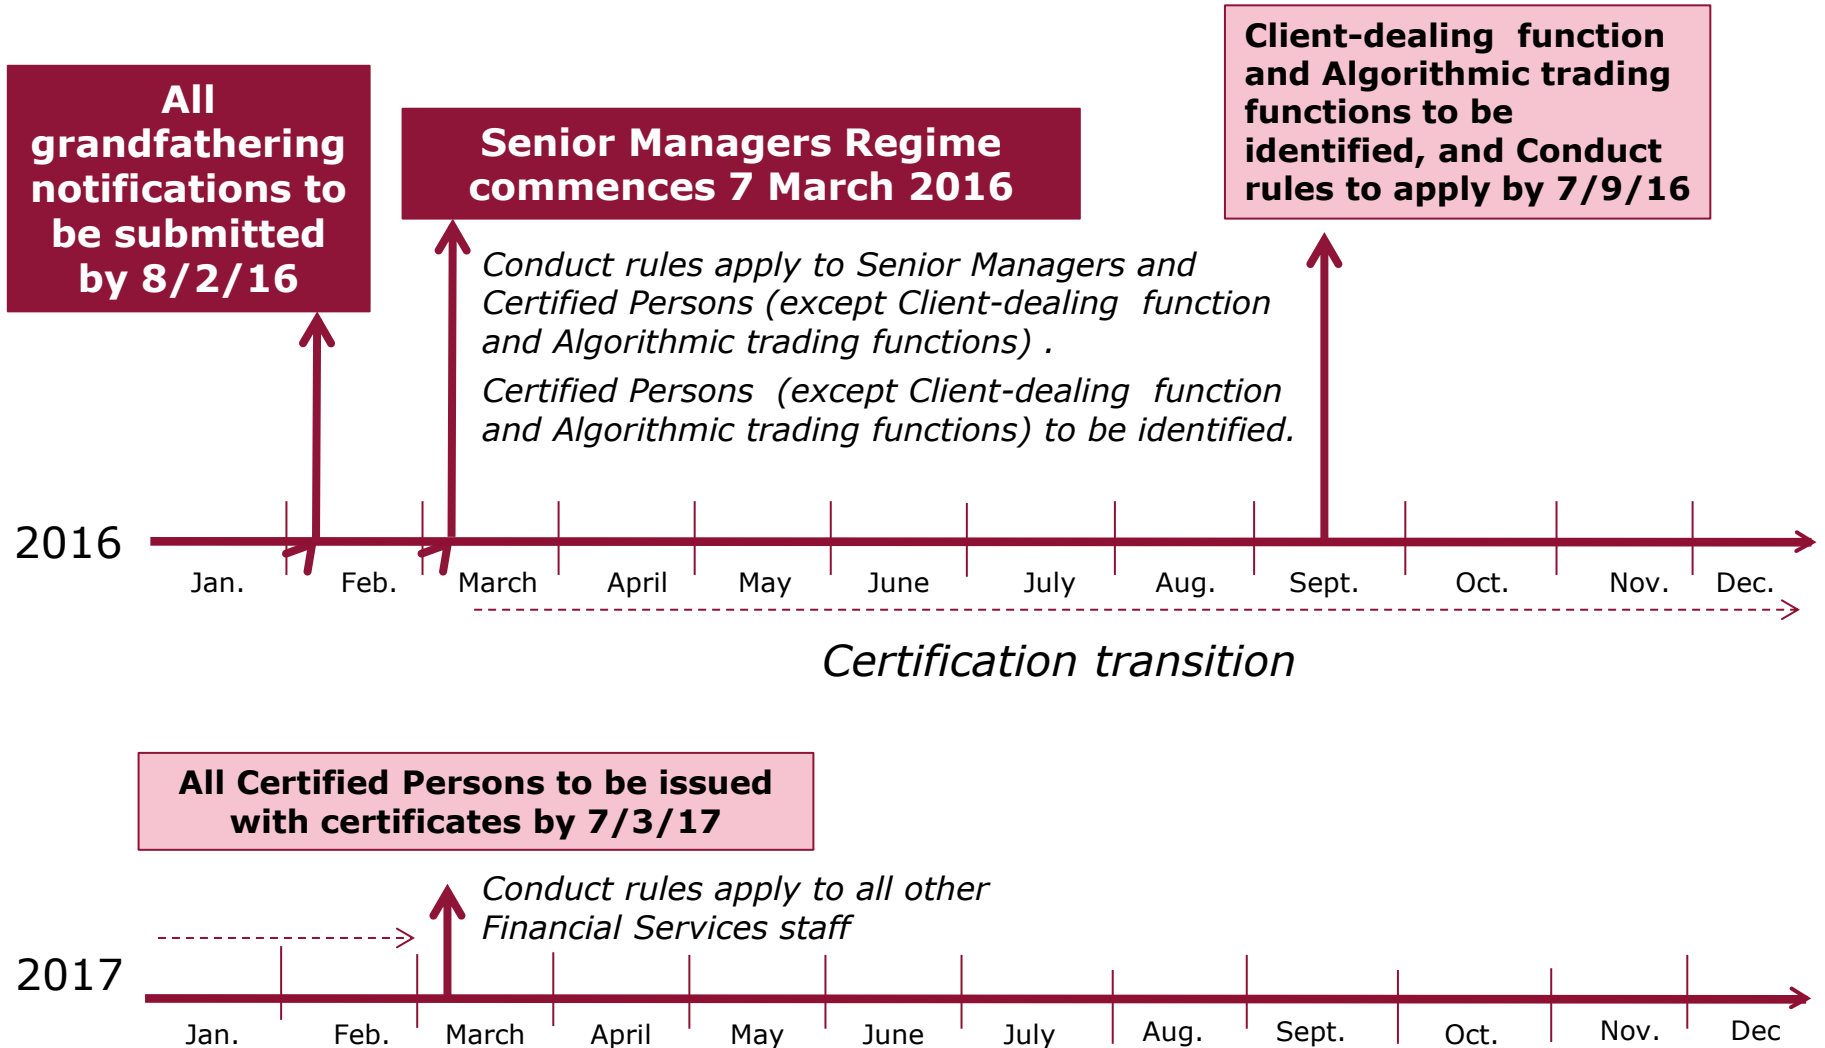 All
grandfathering
notifications to
be submitted
by 8/2/16
Senior Managers Regime
commences 7 March 2016
Client-dealing function
and Algorithmic trading
functions to be
identified, and Conduct
rules to apply by 7/9/16
Conduct rules apply to Senior Managers and
Certified Persons (except Client-dealing function
and Algorithmic trading functions) .
Certified Persons (except Client-dealing function
and Algorithmic trading functions) to be identified.
2016
Jan. Feb. March April May June July Aug. Sept. Oct. Nov. Dec.
Certification transition
All Certified Persons to be issued
with certificates by 7/3/17
Conduct rules apply to all other
Financial Services staff
2017
Jan. Feb. March April May June July Aug. Sept. Oct. Nov. Dec